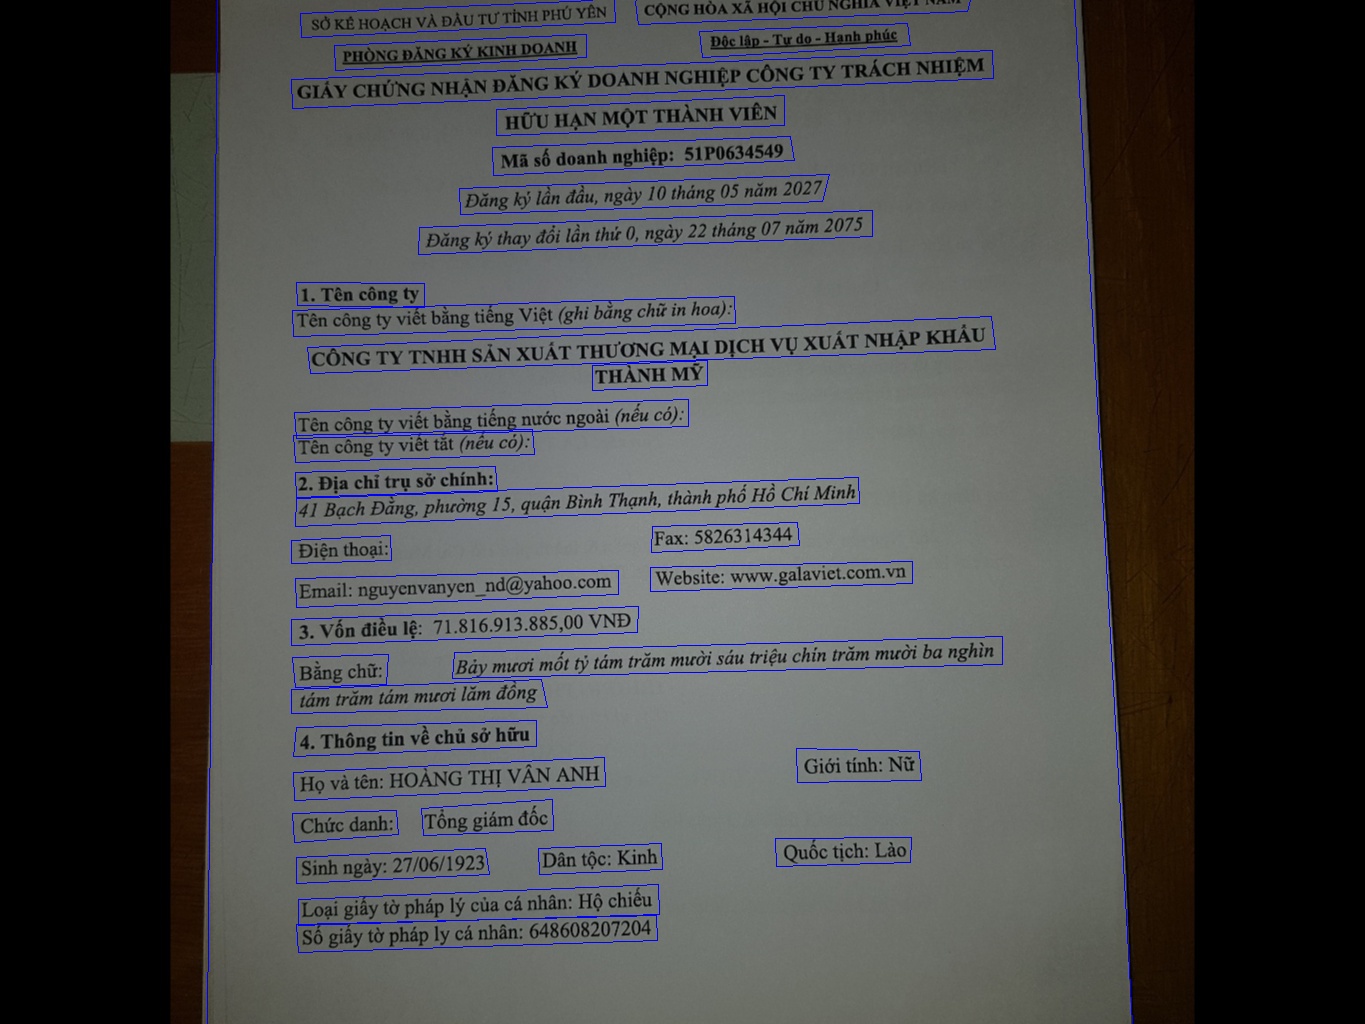 SỞ KẾ HOẠCH VÀ ĐẦU TƯ TỈNH PHÚ YÊN CỘNG HÒA XÃ HỘI CHỦ NGHĨA VIỆT NAM
PHÒNG ĐĂNG KÝ KINH DOANH Độc lập - Tự do - Hạnh phúc
GIẤY CHỨNG NHẬN ĐĂNG KÝ DOANH NGHIỆP CÔNG TY TRÁCH NHIỆM
HỮU HẠN MỘT THÀNH VIÊN
Mã số doanh nghiệp: 51P0634549
Đăng ký lần đầu, ngày 10 tháng 05 năm 2027
Đăng ký thay đổi lần thứ 0, ngày 22 tháng 07 năm 2075
1. Tên công ty
Tên công ty viết bằng tiếng Việt (ghi bằng chữ in hoa):
CÔNG TY TNHH SẢN XUẤT THƯƠNG MẠI DỊCH VỤ XUẤT NHẬP KHẨU
THÀNH MỸ
Tên công ty viết bằng tiếng nước ngoài (nếu có):
Tên công ty viết tắt (nếu có):
2. Địa chỉ trụ sở chính:
41 Bạch Đằng, phường 15, quận Bình Thạnh, thành phố Hồ Chí Minh
Điện thoại: Fax: 5826314344
Email: nguyenvanyen_nd@yahoo.com Website: www.galaviet.com.vn
3. Vốn điều lệ: 71.816.913.885,00 VNĐ
Bằng chữ: Bảy mươi mốt tỷ tám trăm mười sáu triệu chín trăm mười ba nghìn
tám trăm tám mươi lăm đồng
4. Thông tin về chủ sở hữu
Họ và tên: HOÀNG THỊ VÂN ANH Giới tính: Nữ
Chức danh: Tổng giám đốc
Sinh ngày: 27/06/1923 Dân tộc: Kinh Quốc tịch: Lào
Loại giấy tờ pháp lý của cá nhân: Hộ chiếu
Số giấy tờ pháp lý cá nhân: 648608207204